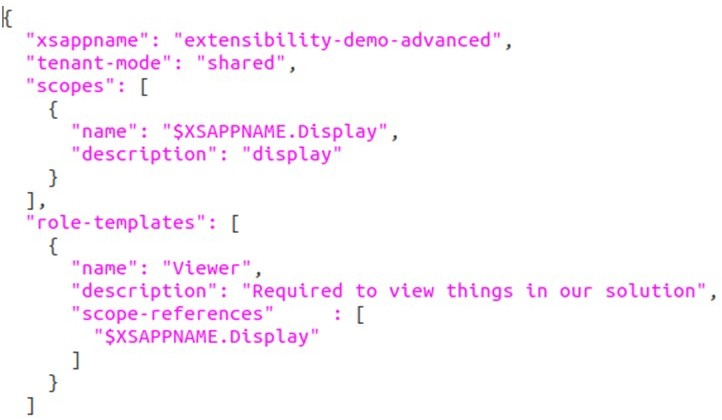 {
  "xsappname": "extensibility-demo-advanced",
  "tenant-mode": "shared",
  "scopes": [
    {
      "name": "$XSAPPNAME.Display",
      "description": "display"
    }
  ],
  "role-templates": [
    {
      "name": "Viewer",
      "description": "Required to view things in our solution",
      "scope-references"     : [
        "$XSAPPNAME.Display"
      ]
    }
  ]